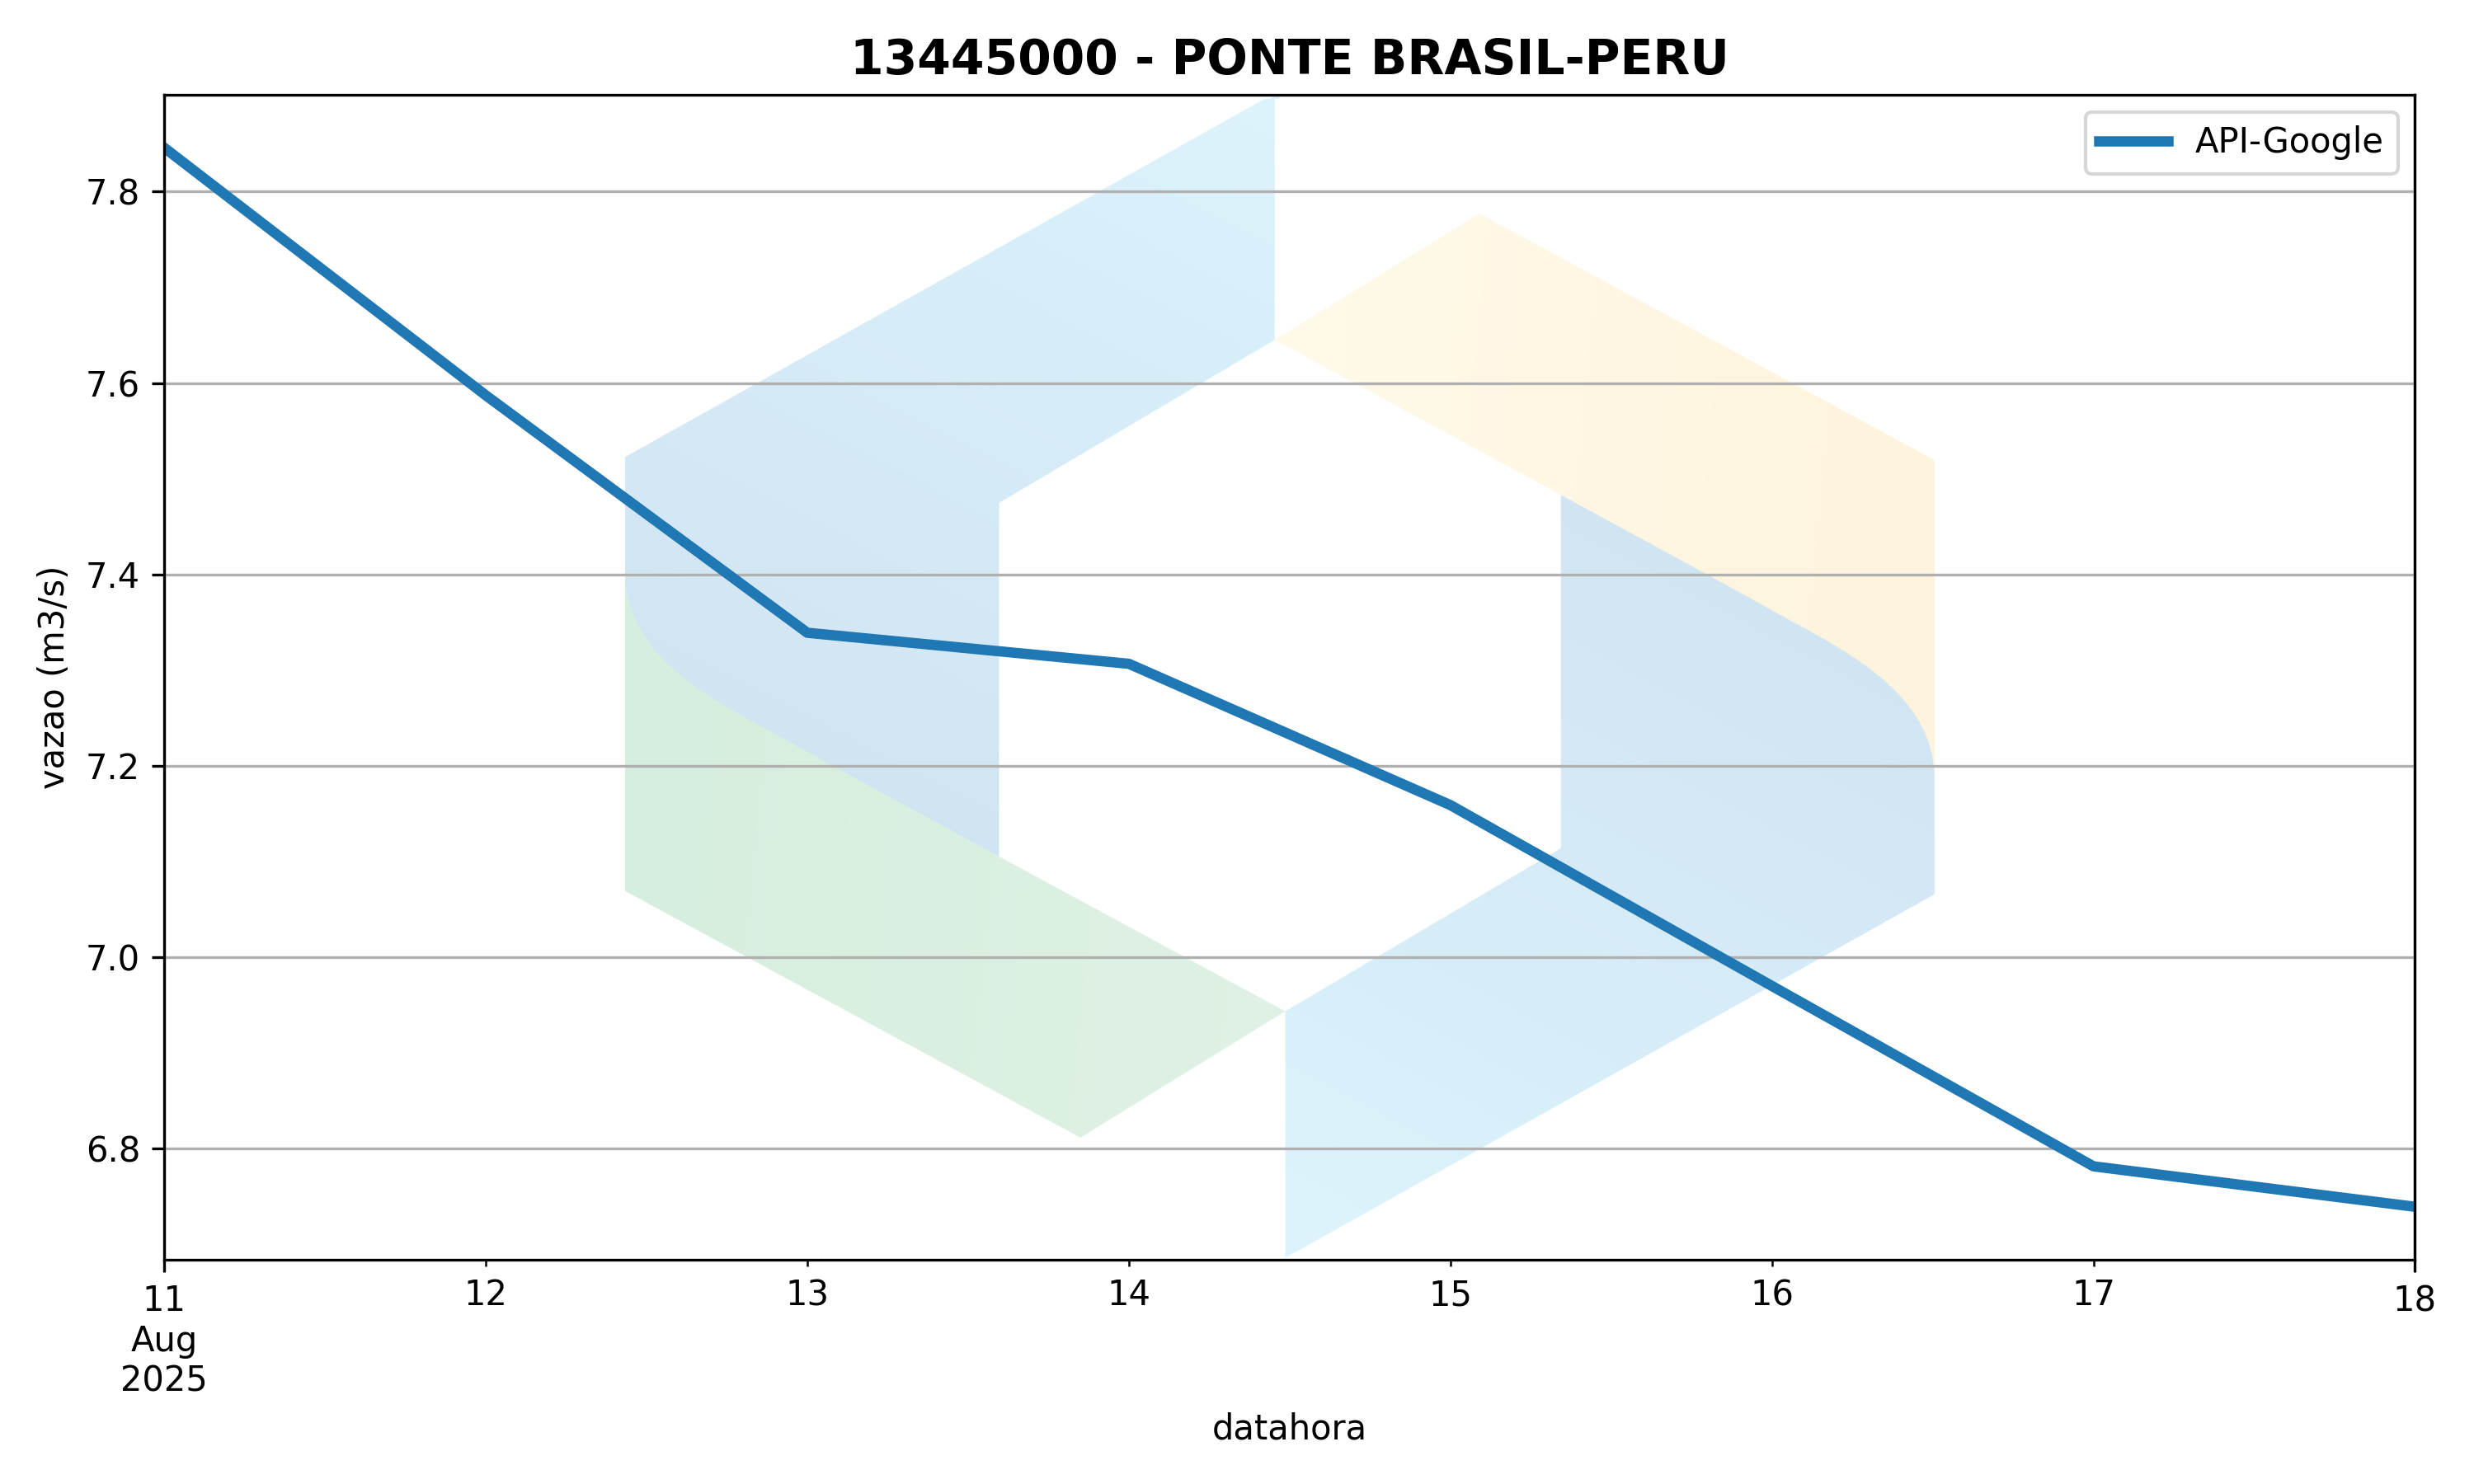 13445000 - PONTE BRASIL-PERU
API-Google
vazao (m3/s)
7.8
7.6
7.4
7.2
7.0
6.8
11 12 13 14 15 16 17 18
Aug
2025
datahora